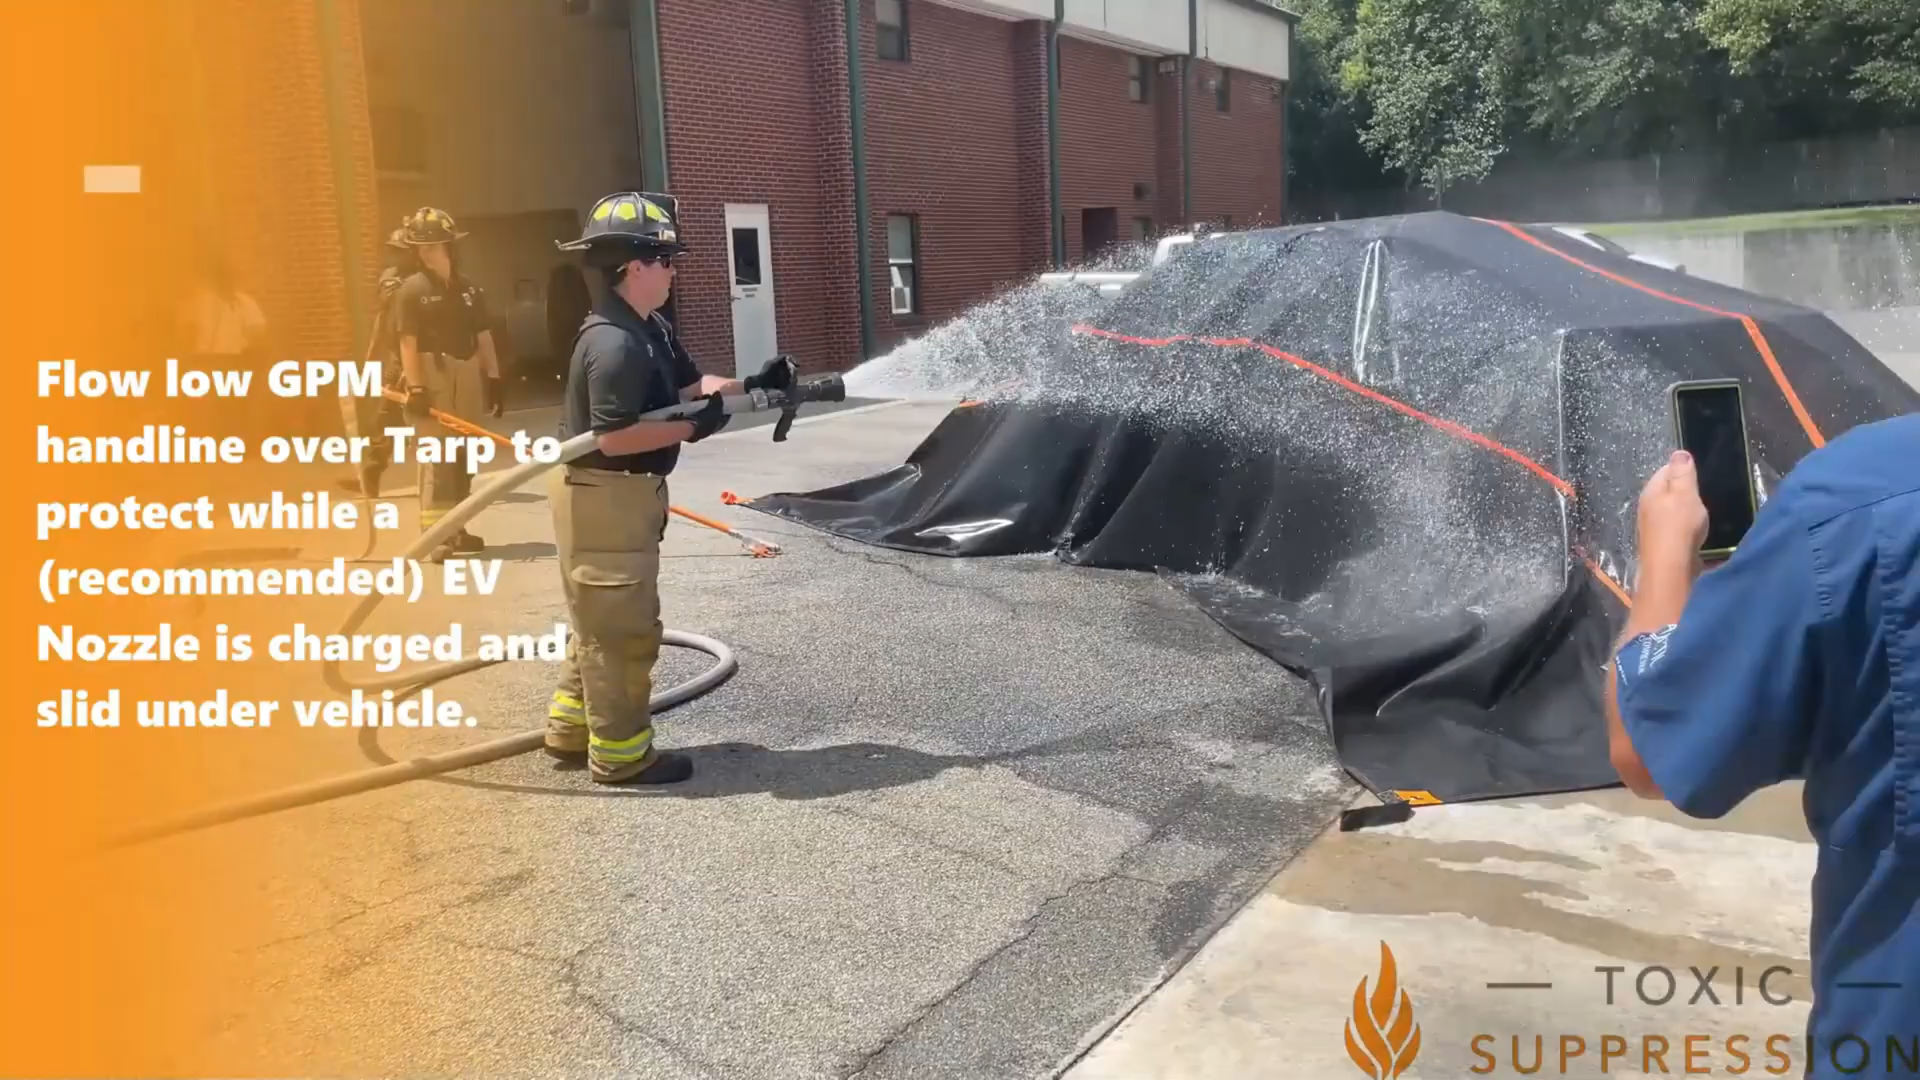 Flow low GPM
handline over Tarp to
protect while a
(recommended) EV
Nozzle is charged and
slid under vehicle.
TOXIC
SUPPRESSION